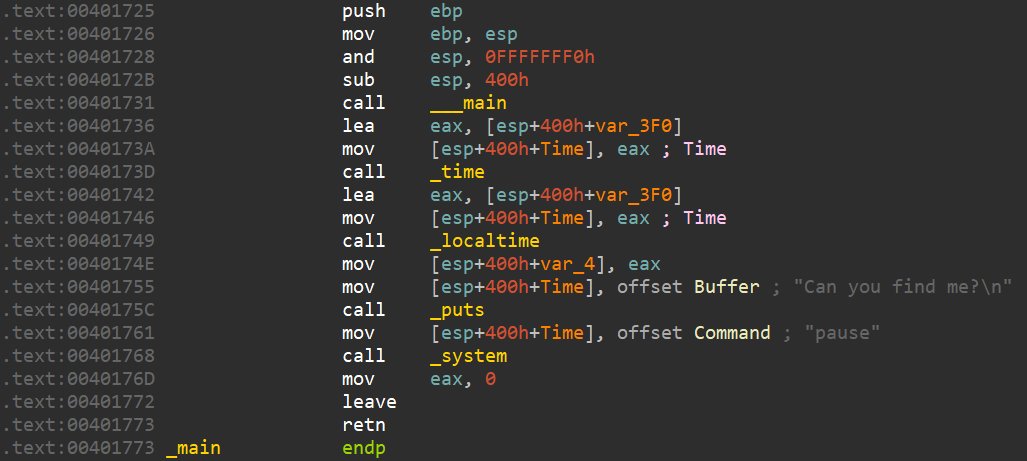 .text:00401725 push ebp
.text:00401726 mov ebp, esp
.text:00401728 and esp, 0FFFFFFF0h
.text:0040172B sub esp, 400h
.text:00401731 call ___main
.text:00401736 lea eax, [esp+400h+var_3F0]
.text:0040173A mov [esp+400h+Time], eax ; Time
.text:0040173D call _time
.text:00401742 lea eax, [esp+400h+var_3F0]
.text:00401746 mov [esp+400h+Time], eax ; Time
.text:00401749 call _localtime
.text:0040174E mov [esp+400h+var_4], eax
.text:00401755 mov [esp+400h+Time], offset Buffer ; "Can you find me?\n"
.text:0040175C call _puts
.text:00401761 mov [esp+400h+Time], offset Command ; "pause"
.text:00401768 call _system
.text:0040176D mov eax, 0
.text:00401772 leave
.text:00401773 retn
.text:00401773 _main endp